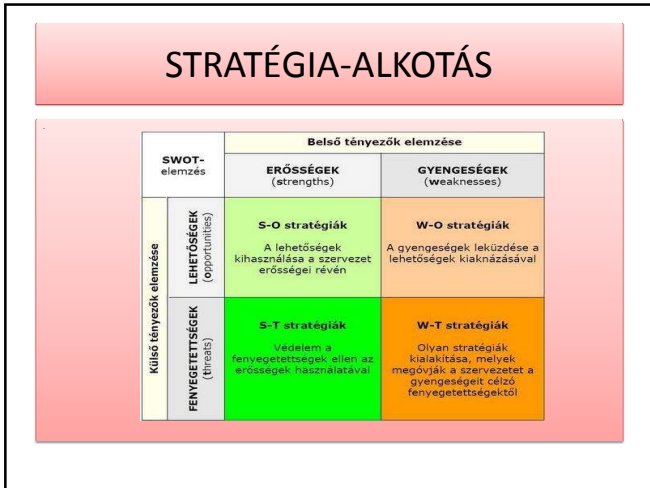 STRATÉGIA-ALKOTÁS
SWOT-
elemzés
Belső tényezők elemzése
ERŐSSÉGEK
(strengths)
GYENGESÉGEK
(weaknesses)
Külső tényezők elemzése
LEHETŐSÉGEK
(opportunities)
S-O stratégiák
A lehetőségek
kihasználása a szervezet
erősségei révén
W-O stratégiák
A gyengeségek leküzdése a
lehetőségek kiaknázásával
FENYEGETETTSÉGEK
(threats)
S-T stratégiák
Védelem a
fenyegetettségek ellen az
erősségek használatával
W-T stratégiák
Olyan stratégiák
kialakítása, melyek
megóvják a szervezetet a
gyengeségeit célzó
fenyegetettségektől